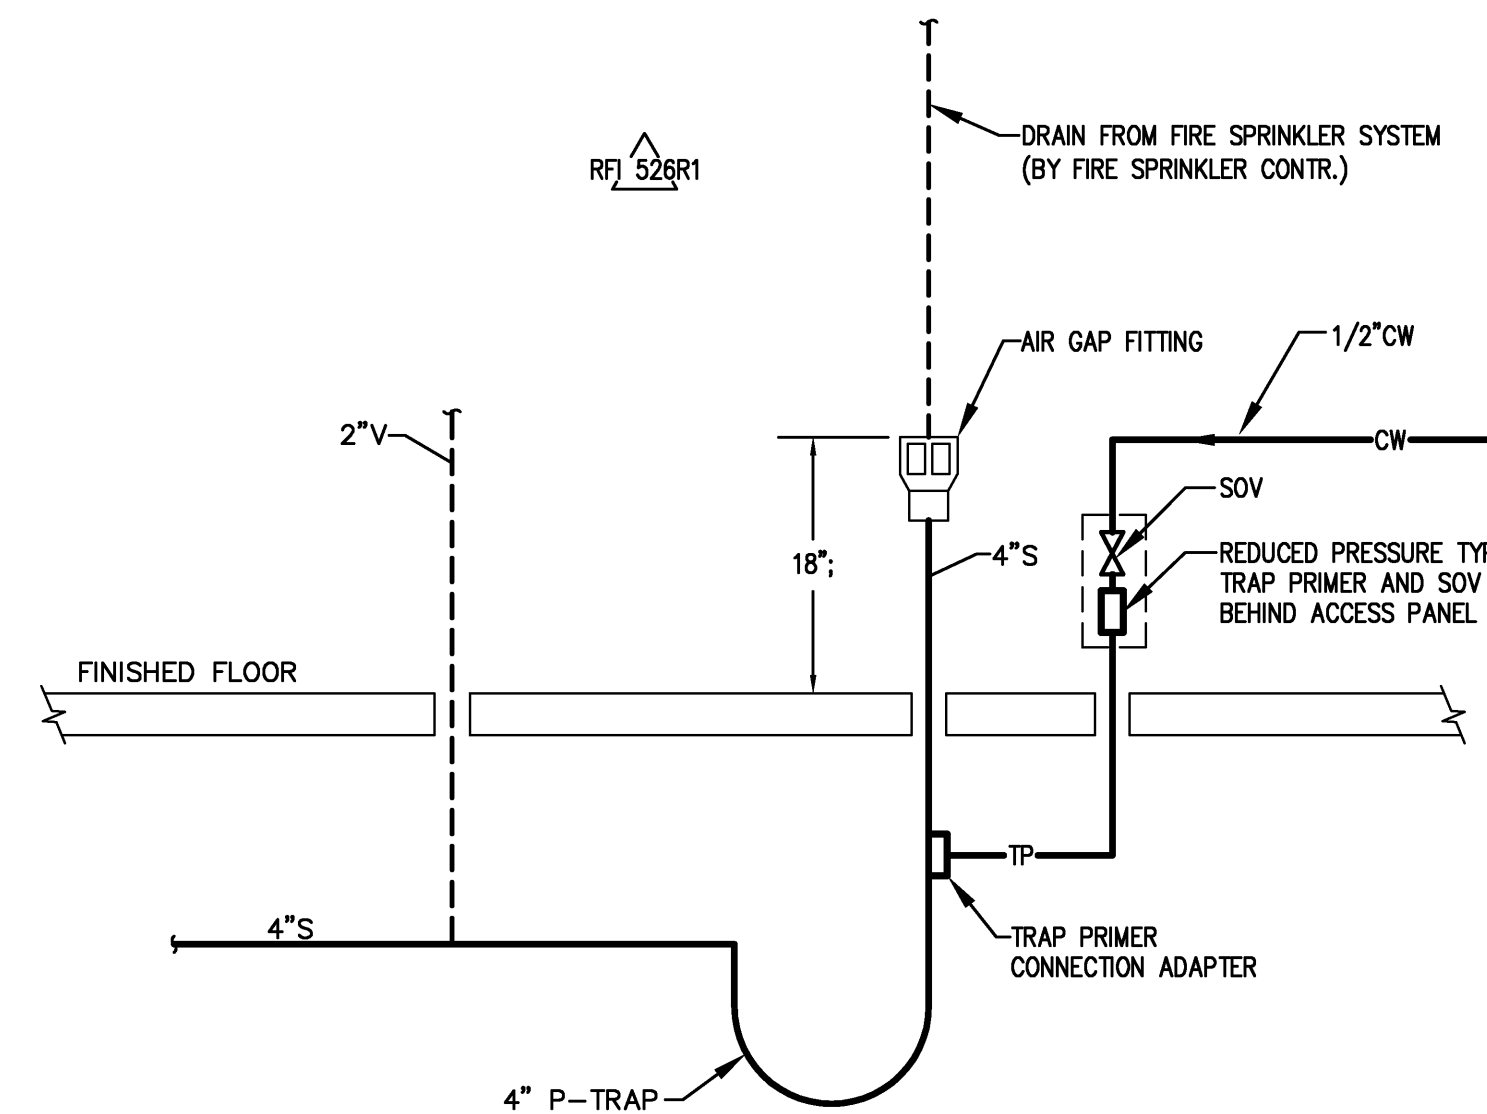 DRAIN FROM FIRE SPRINKLER SYSTEM
(BY FIRE SPRINKLER CONTR.)
RFI 526R1
AIR GAP FITTING
1/2"CW
2"V
CW
SOV
18";
4"S
REDUCED PRESSURE
TRAP PRIMER AND SOV
BEHIND ACCESS PANEL
FINISHED FLOOR
TP
4"S
TRAP PRIMER
CONNECTION ADAPTER
4" P-TRAP